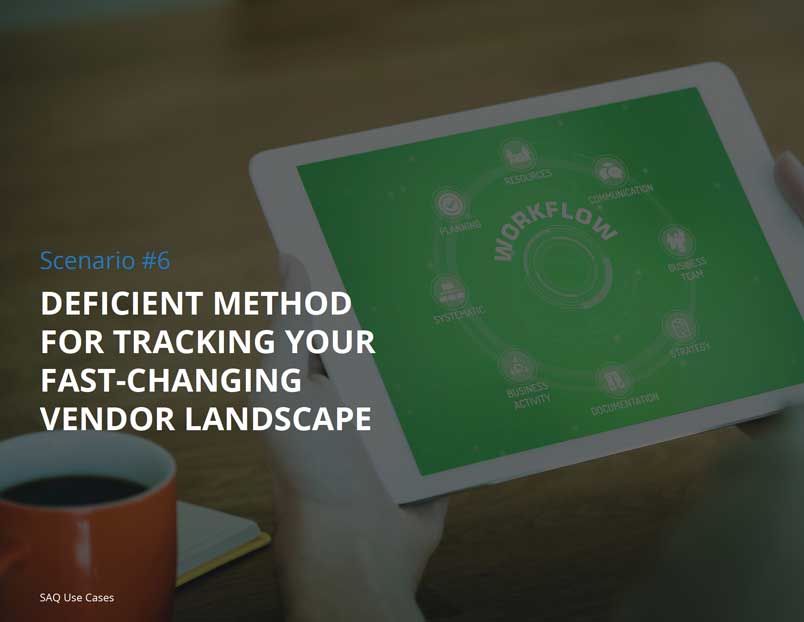 Scenario #6
DEFICIENT METHOD
FOR TRACKING YOUR
FAST-CHANGING
VENDOR LANDSCAPE
WORKFLOW
RESOURCES
COMMUNICATION
BUSINESS
TEAM
STRATEGY
DOCUMENTATION
BUSINESS
ACTIVITY
SYSTEMATIC
PLANNING
SAQ Use Cases